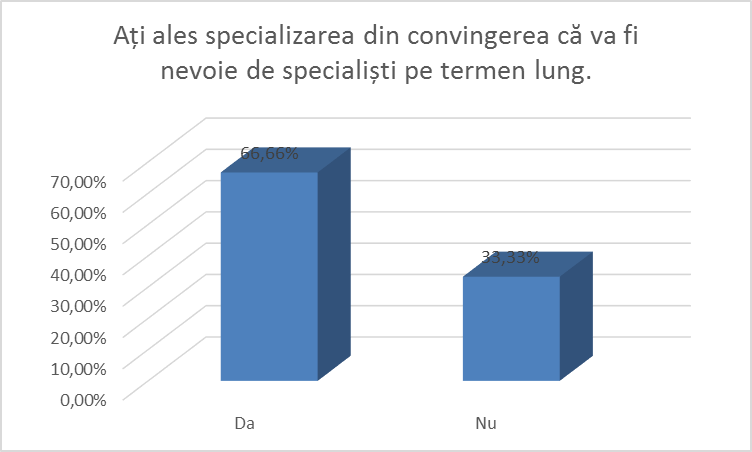 Ați ales specializarea din convingerea că va fi
nevoie de specialiști pe termen lung.
66,66%
33,33%
70,00%
60,00%
50,00%
40,00%
30,00%
20,00%
10,00%
0,00%
Da
Nu